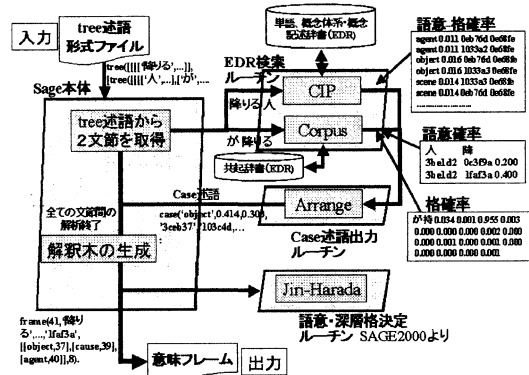 入力
tree述語
形式ファイル
tree([[[['降りる',...]],
[tree([[[['人',...],['が',...
Sage本体
tree述語から
2文節を取得
全ての文節間の
解析終了
解釈木の生成
frame(41,'降り
る',...,'1faf3a',
[[object,37],[cause,39],
[agent,40]],8).
意味フレーム
出力
単語、概念体系・概念
記述辞書(EDR)
EDR検索
ルーチン
降りる 人
が 降りる
CIP
Corpus
共起辞書(EDR)
Case述語
case('object',0.414,0.303,
'3ceb37','103c4d,...
Arrange
Case述語出力
ルーチン
Jiri-Harada
語意・深層格決定
ルーチン SAGE2000より
語意・格確率
agent 0.011 0eb76d 0e68fe
agent 0.011 1033a2 0e68fe
object 0.016 0eb76d 0e68fe
object 0.016 1033a3 0e68fe
scene 0.014 1033a3 0e68fe
scene 0.014 0eb76d 0e68fe
語意確率
人 降
3be1d2 0c3f9a 0.200
3be1d2 1faf3a 0.400
格確率
が持 0.034 0.001 0.955 0.003
0.000 0.000 0.000 0.002 0.000
0.000 0.001 0.000 0.001 0.000
0.000 0.000 0.000 0.001